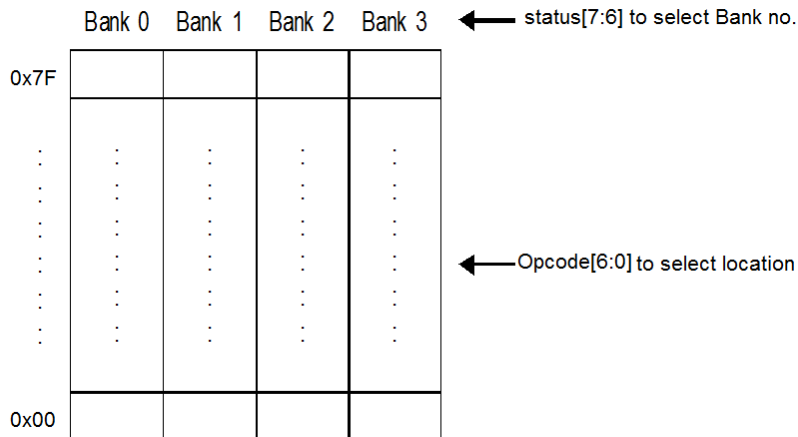 Bank 0 Bank 1 Bank 2 Bank 3 status[7:6] to select Bank no.
0x7F
Opcode[6:0] to select location
0x00